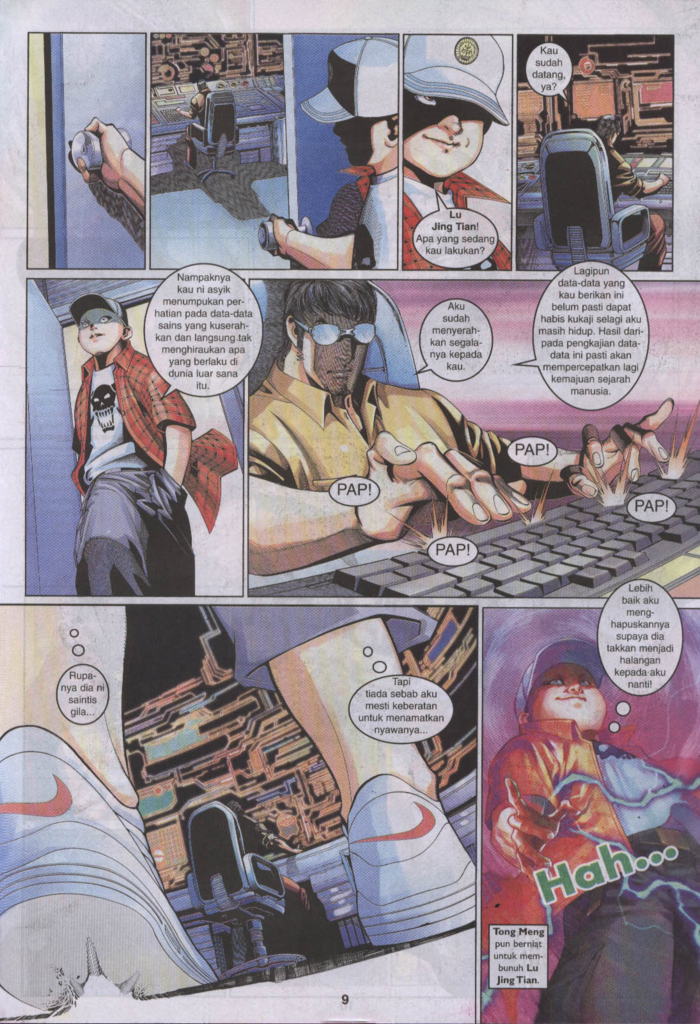 Lu
Jing Tian!
Apa yang sedang
kau lakukan?
Kau
sudah
datang,
ya?
Nampaknya
kau ni asyik
menumpukan per-
hatian pada data-data
sains yang kuserah-
kan dan langsung tak
menghiraukan apa
yang berlaku di
dunia luar sana
itu.
Aku
sudah
menyerah-
kan segala-
nya kepada
kau.
Lagipun
data-data yang
kau berikan ini
belum pasti dapat
habis kukaji selagi aku
masih hidup. Hasil dari-
pada pengkajian data-
data ini pasti akan
mempercepatkan lagi
kemajuan sejarah
manusia.
PAP!
PAP!
PAP!
PAP!
Rupa-
nya dia ni
saintis
gila...
Tapi
tiada sebab aku
mesti keberatan
untuk menamatkan
nyawanya...
Lebih
baik aku
meng-
hapuskannya
supaya dia
takkan menjadi
halangan
kepada aku
nanti!
Hah...
Tong Meng
pun berniat
untuk mem-
bunuh Lu
Jing Tian.
9